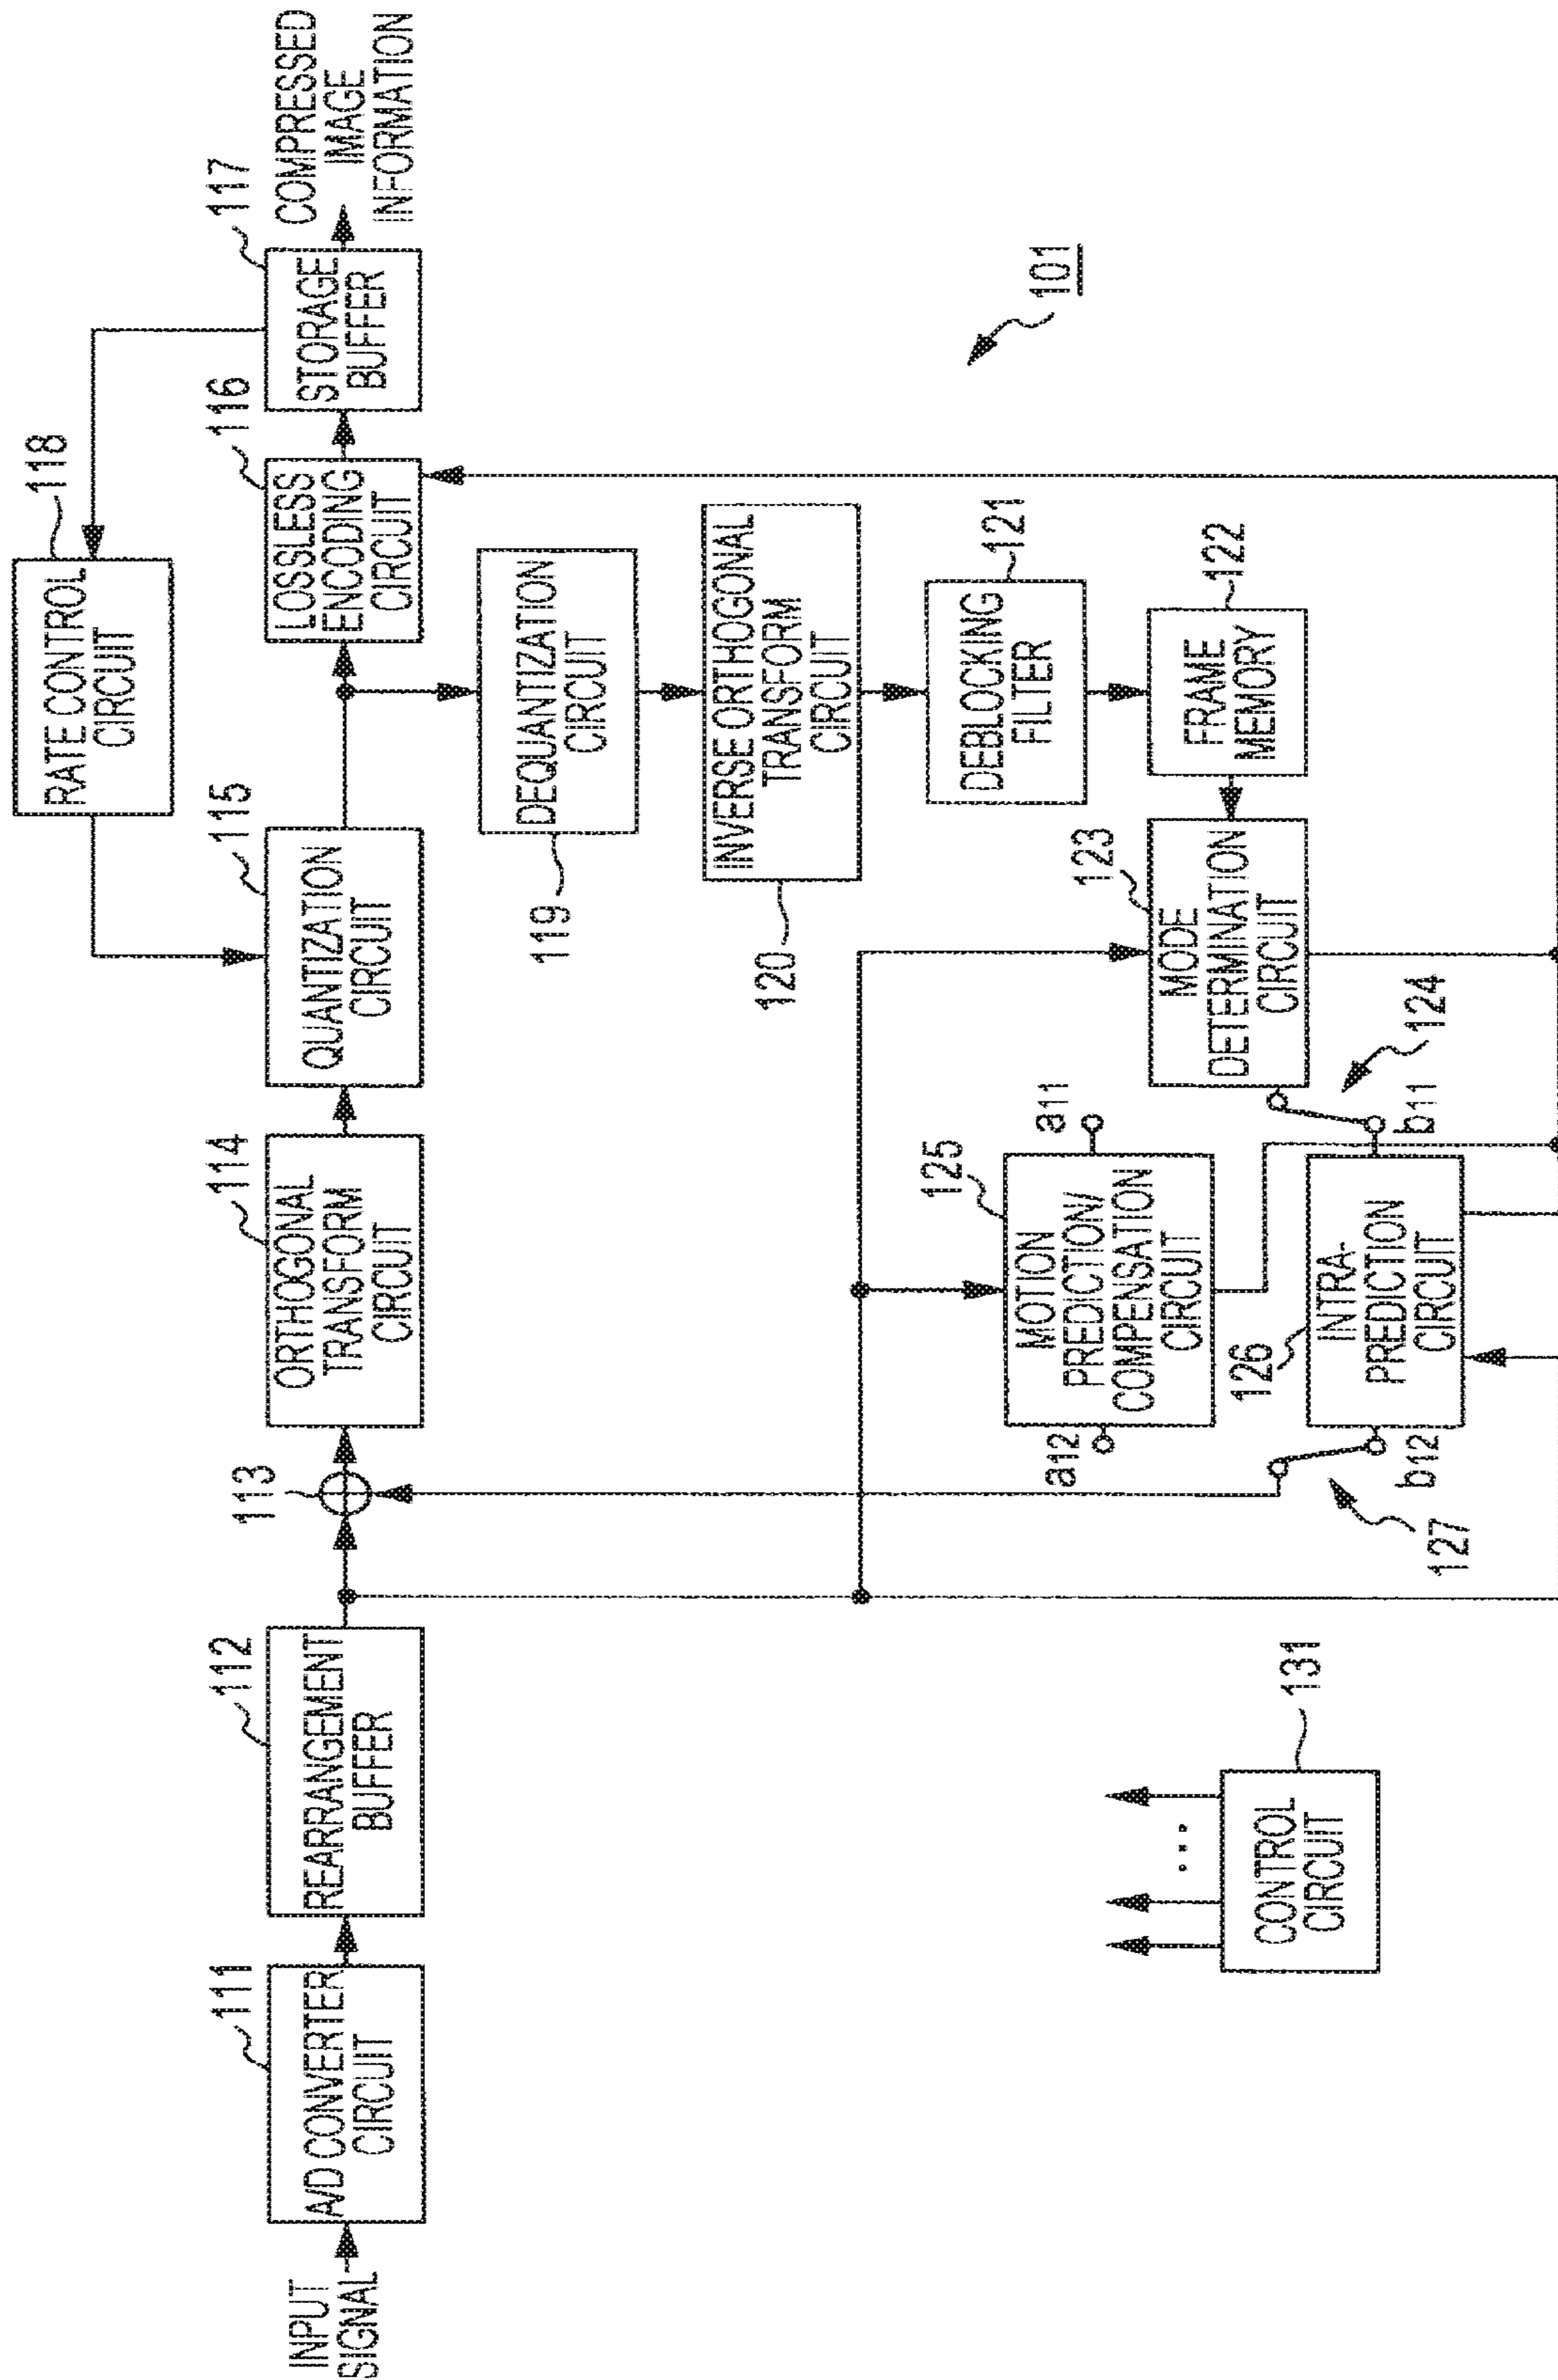 118
RATE CONTROL
CIRCUIT
INPUT
SIGNAL
111
A/D CONVERTER
CIRCUIT
112
REARRANGEMENT
BUFFER
113
114
ORTHOGONAL
TRANSFORM
CIRCUIT
115
QUANTIZATION
CIRCUIT
116
LOSSLESS
ENCODING
CIRCUIT
117
STORAGE
BUFFER
COMPRESSED
IMAGE
INFORMATION
DEQUANTIZATION
CIRCUIT
119
INVERSE ORTHOGONAL
TRANSFORM
CIRCUIT
120
121
DEBLOCKING
FILTER
122
FRAME
MEMORY
123
MODE
DETERMINATION
CIRCUIT
124
a11
b11
125
MOTION
PREDICTION/
COMPENSATION
CIRCUIT
126
INTRA-
PREDICTION
CIRCUIT
a12
b12
127
101
131
...
CONTROL
CIRCUIT